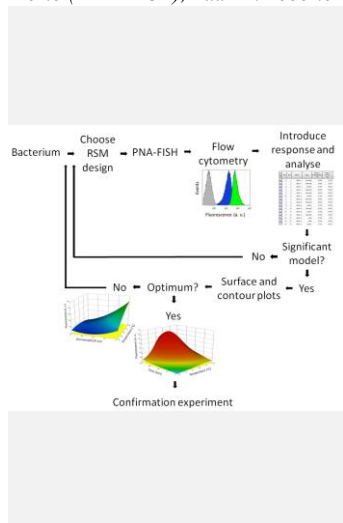 Choose
Bacterium RSM PNA-FISH Flow
design cytometry
Introduce
response and
analyse
Fluorescence (a. u.)
Significant
model?
No
Yes
Surface and
contour plots
Optimum?
No
Yes
Confirmation experiment